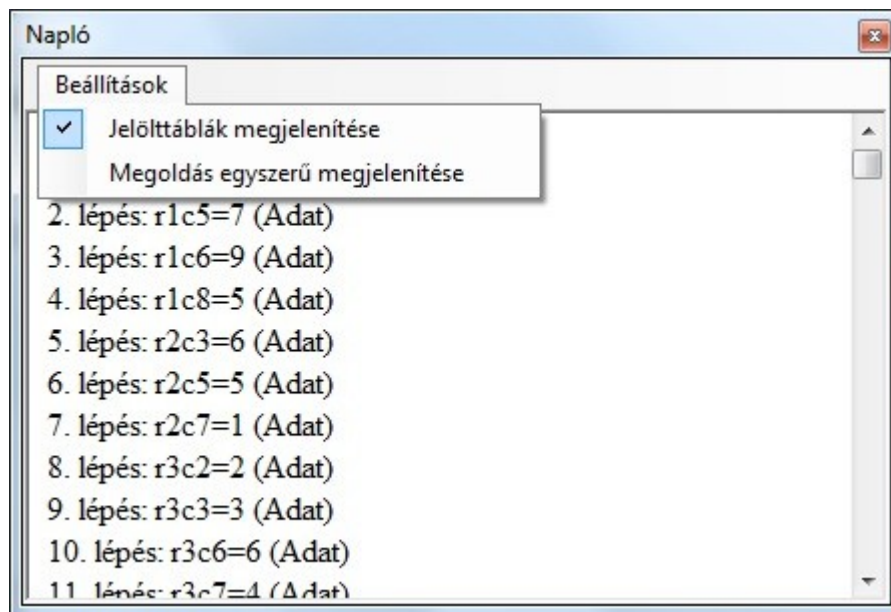 Napló
Beállítások
Jelölttáblák megjelenítése
Megoldás egyszerű megjelenítése
2. lépés: r1c5=7 (Adat)
3. lépés: r1c6=9 (Adat)
4. lépés: r1c8=5 (Adat)
5. lépés: r2c3=6 (Adat)
6. lépés: r2c5=5 (Adat)
7. lépés: r2c7=1 (Adat)
8. lépés: r3c2=2 (Adat)
9. lépés: r3c3=3 (Adat)
10. lépés: r3c6=6 (Adat)
11. lépés: r3c7=4 (Adat)